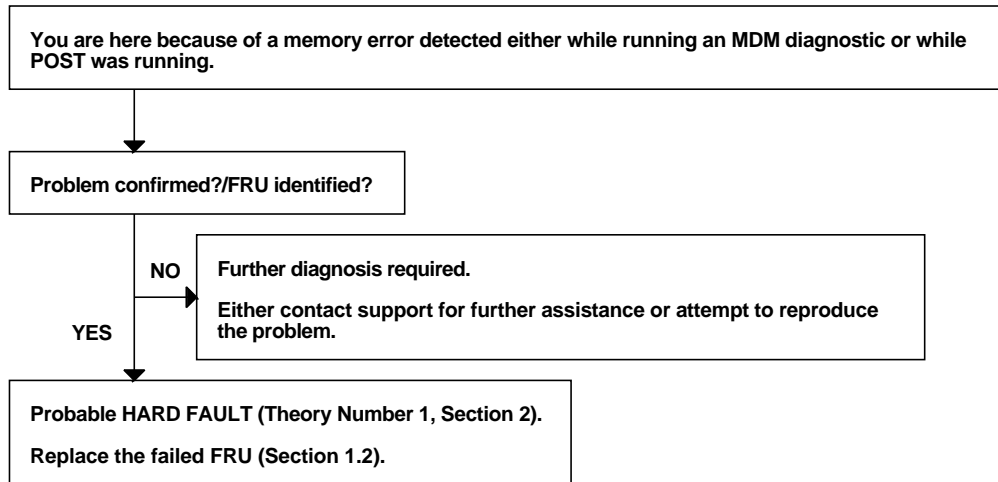 You are here because of a memory error detected either while running an MDM diagnostic or while
POST was running.
Problem confirmed?/FRU identified?
NO
Further diagnosis required.
Either contact support for further assistance or attempt to reproduce
the problem.
YES
Probable HARD FAULT (Theory Number 1, Section 2).
Replace the failed FRU (Section 1.2).